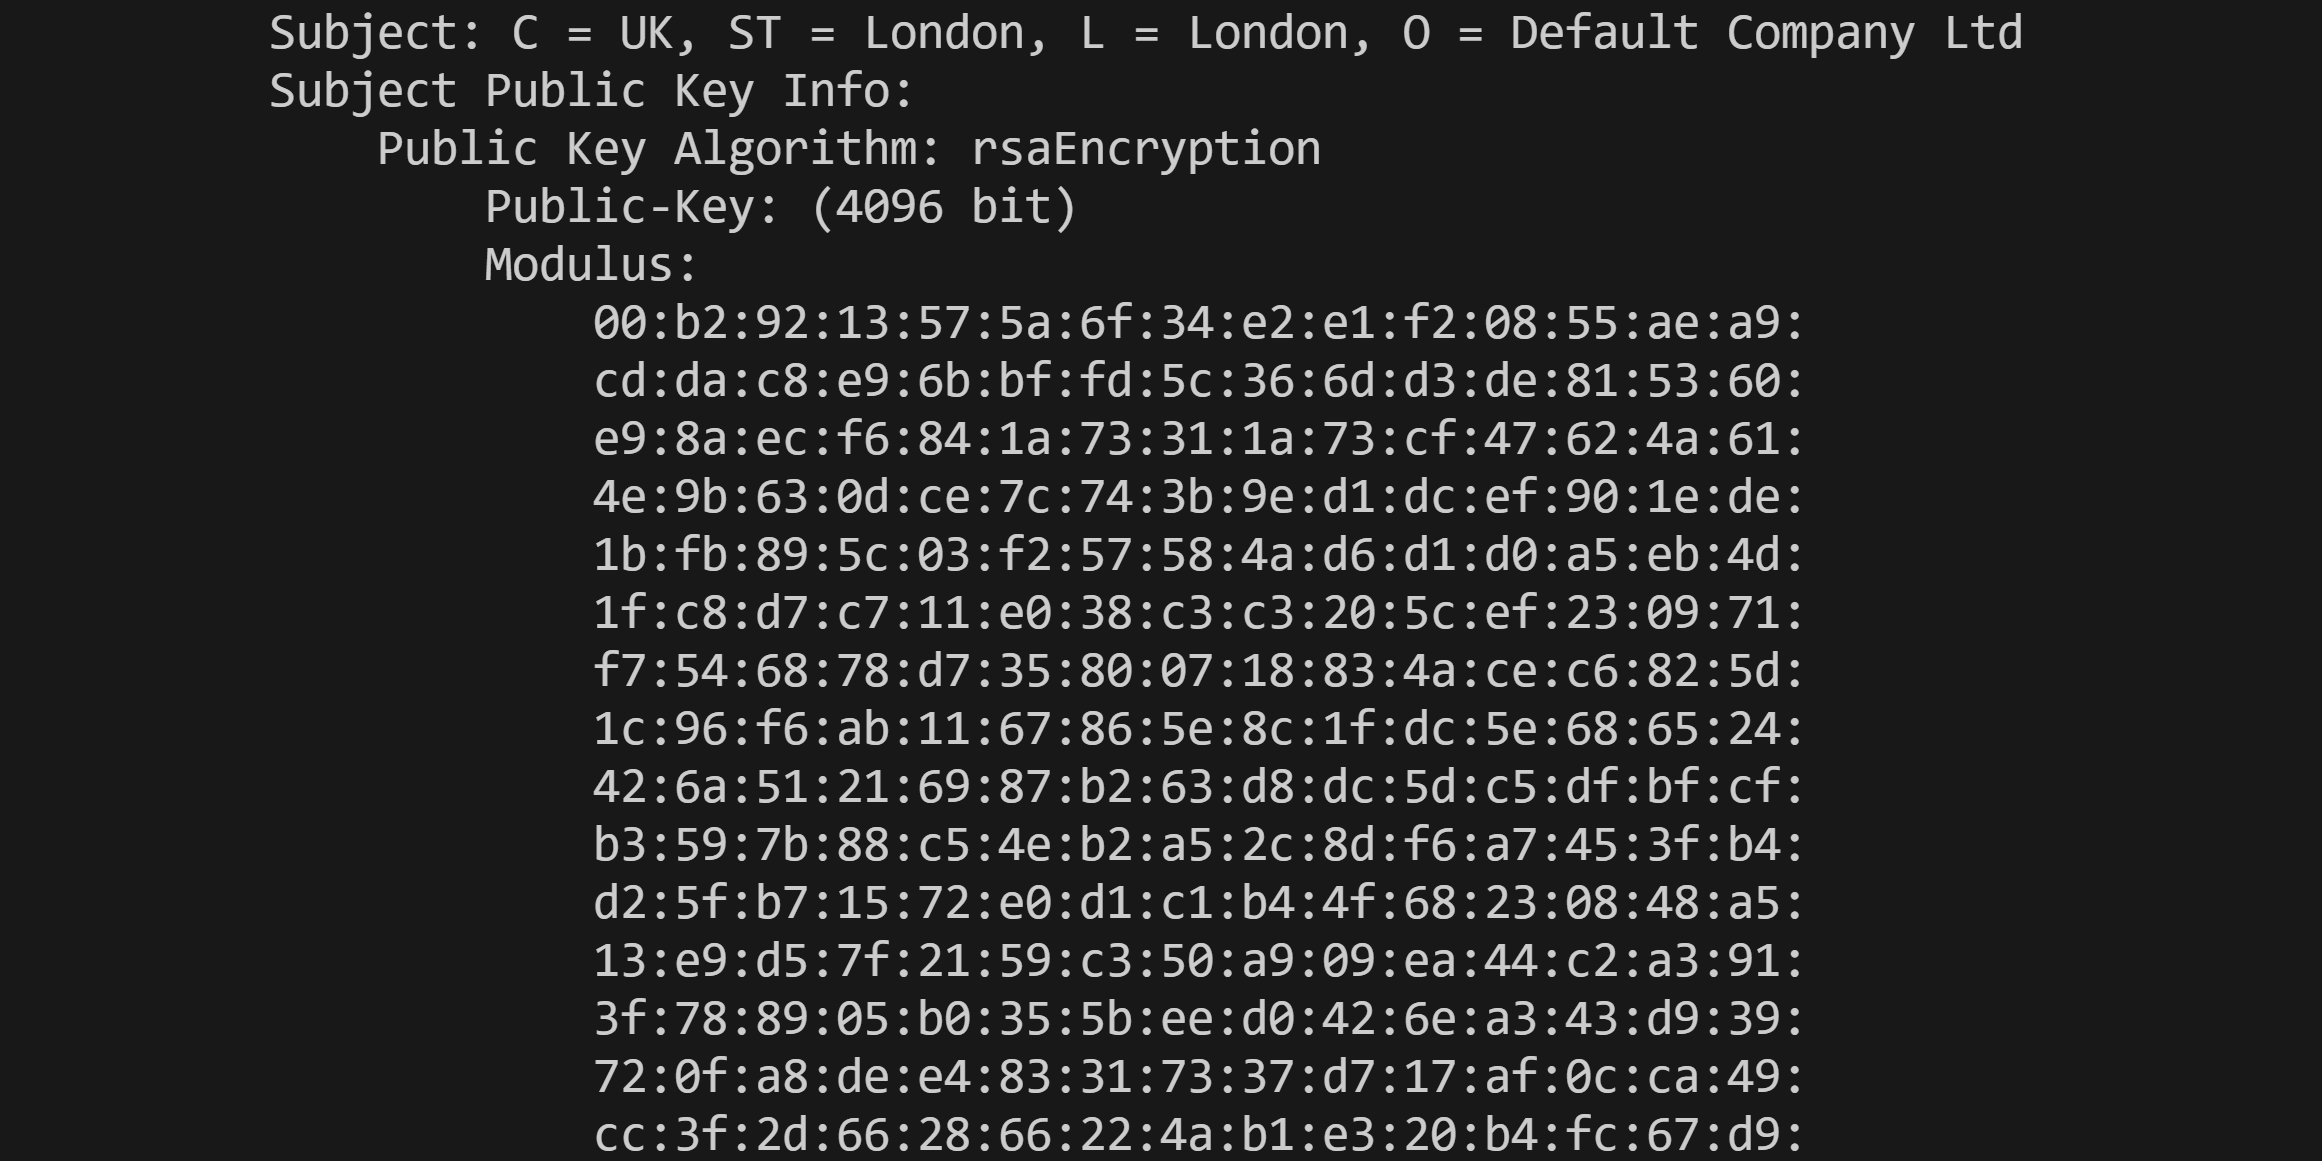 Subject: C = UK, ST = London, L = London, O = Default Company Ltd
Subject Public Key Info:
Public Key Algorithm: rsaEncryption
Public-Key: (4096 bit)
Modulus:
00:b2:92:13:57:5a:6f:34:e2:e1:f2:08:55:ae:a9:
cd:da:c8:e9:6b:bf:fd:5c:36:6d:d3:de:81:53:60:
e9:8a:ec:f6:84:1a:73:31:1a:73:cf:47:62:4a:61:
4e:9b:63:0d:ce:7c:74:3b:9e:d1:dc:ef:90:1e:de:
1b:fb:89:5c:03:f2:57:58:4a:d6:d1:d0:a5:eb:4d:
1f:c8:d7:c7:11:e0:38:c3:c3:20:5c:ef:23:09:71:
f7:54:68:78:d7:35:80:07:18:83:4a:ce:c6:82:5d:
1c:96:f6:ab:11:67:86:5e:8c:1f:dc:5e:68:65:24:
42:6a:51:21:69:87:b2:63:d8:dc:5d:c5:df:bf:cf:
b3:59:7b:88:c5:4e:b2:a5:2c:8d:f6:a7:45:3f:b4:
d2:5f:b7:15:72:e0:d1:c1:b4:4f:68:23:08:48:a5:
13:e9:d5:7f:21:59:c3:50:a9:09:ea:44:c2:a3:91:
3f:78:89:05:b0:35:5b:ee:d0:42:6e:a3:43:d9:39:
72:0f:a8:de:e4:83:31:73:37:d7:17:af:0c:ca:49:
cc:3f:2d:66:28:66:22:4a:b1:e3:20:b4:fc:67:d9: